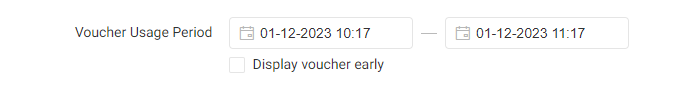 Voucher Usage Period 01-12-2023 10:17 — 01-12-2023 11:17
Display voucher early